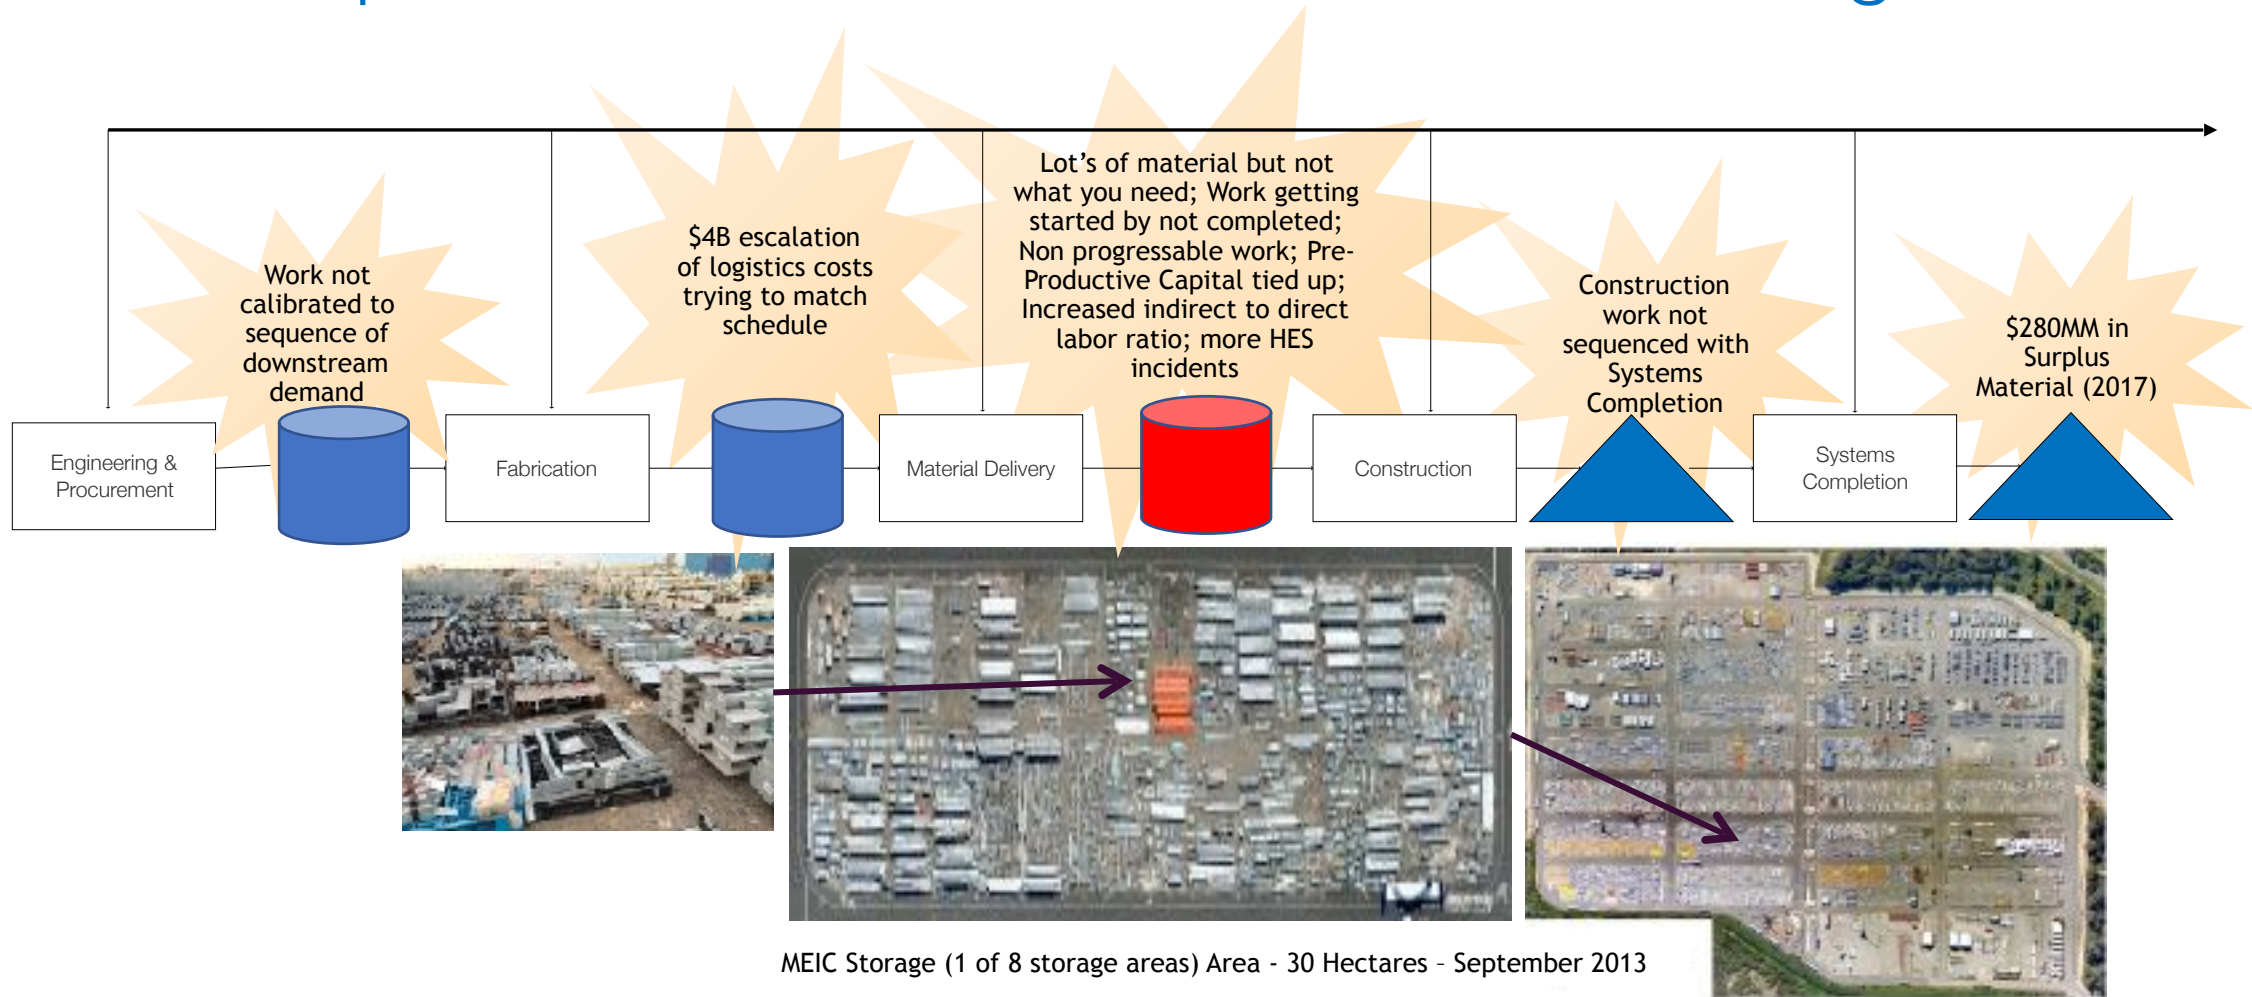 Work not
calibrated to
sequence of
downstream
demand
$4B escalation
of logistics costs
trying to match
schedule
Lot’s of material but not
what you need; Work getting
started by not completed;
Non progressable work; Pre-
Productive Capital tied up;
Increased indirect to direct
labor ratio; more HES
incidents
Construction
work not
sequenced with
Systems
Completion
$280MM in
Surplus
Material (2017)
Engineering &
Procurement
Fabrication
Material Delivery
Construction
Systems
Completion
MEIC Storage (1 of 8 storage areas) Area - 30 Hectares – September 2013